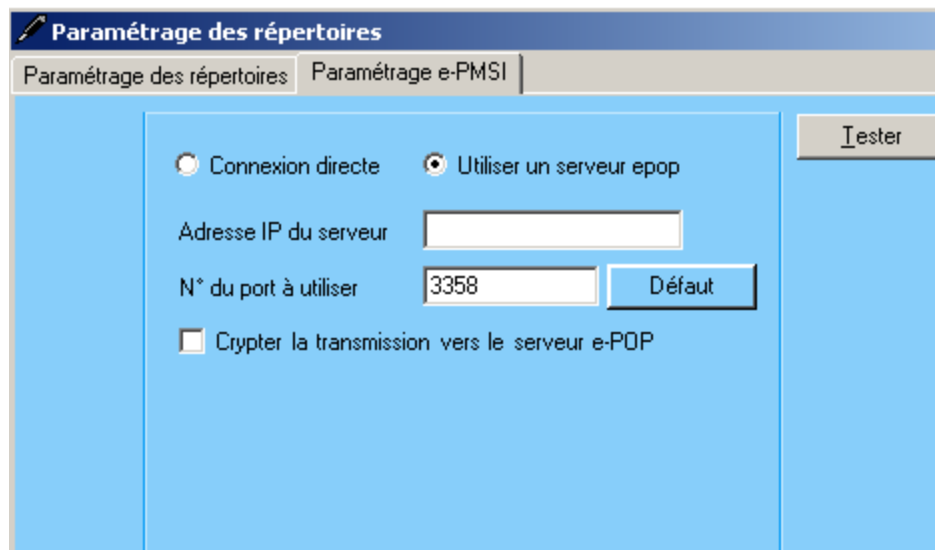 Paramétrage des répertoires
Paramétrage des répertoires
Paramétrage e-PMSI
Tester
Connexion directe
Utiliser un serveur epop
Adresse IP du serveur
N° du port à utiliser
3358
Défaut
Crypter la transmission vers le serveur e-POP